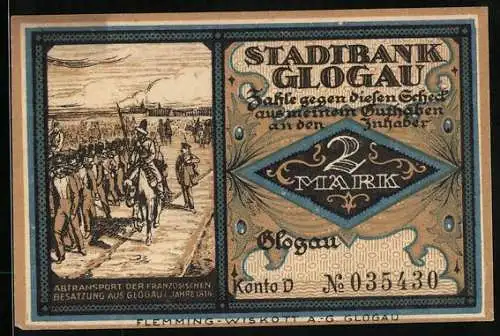 STADTBANK
GLOGAU
Zahle gegen diesen Scheck
aus meinem Guthaben
an den Inhaber
2
MARK
Glogau
Konto D № 035430
ABTRANSPORT DER FRANZÖSISCHEN
BESATZUNG AUS GLOGAU I. JAHRE 1814
FLEMMING-WISKOTT A-G GLOGAU